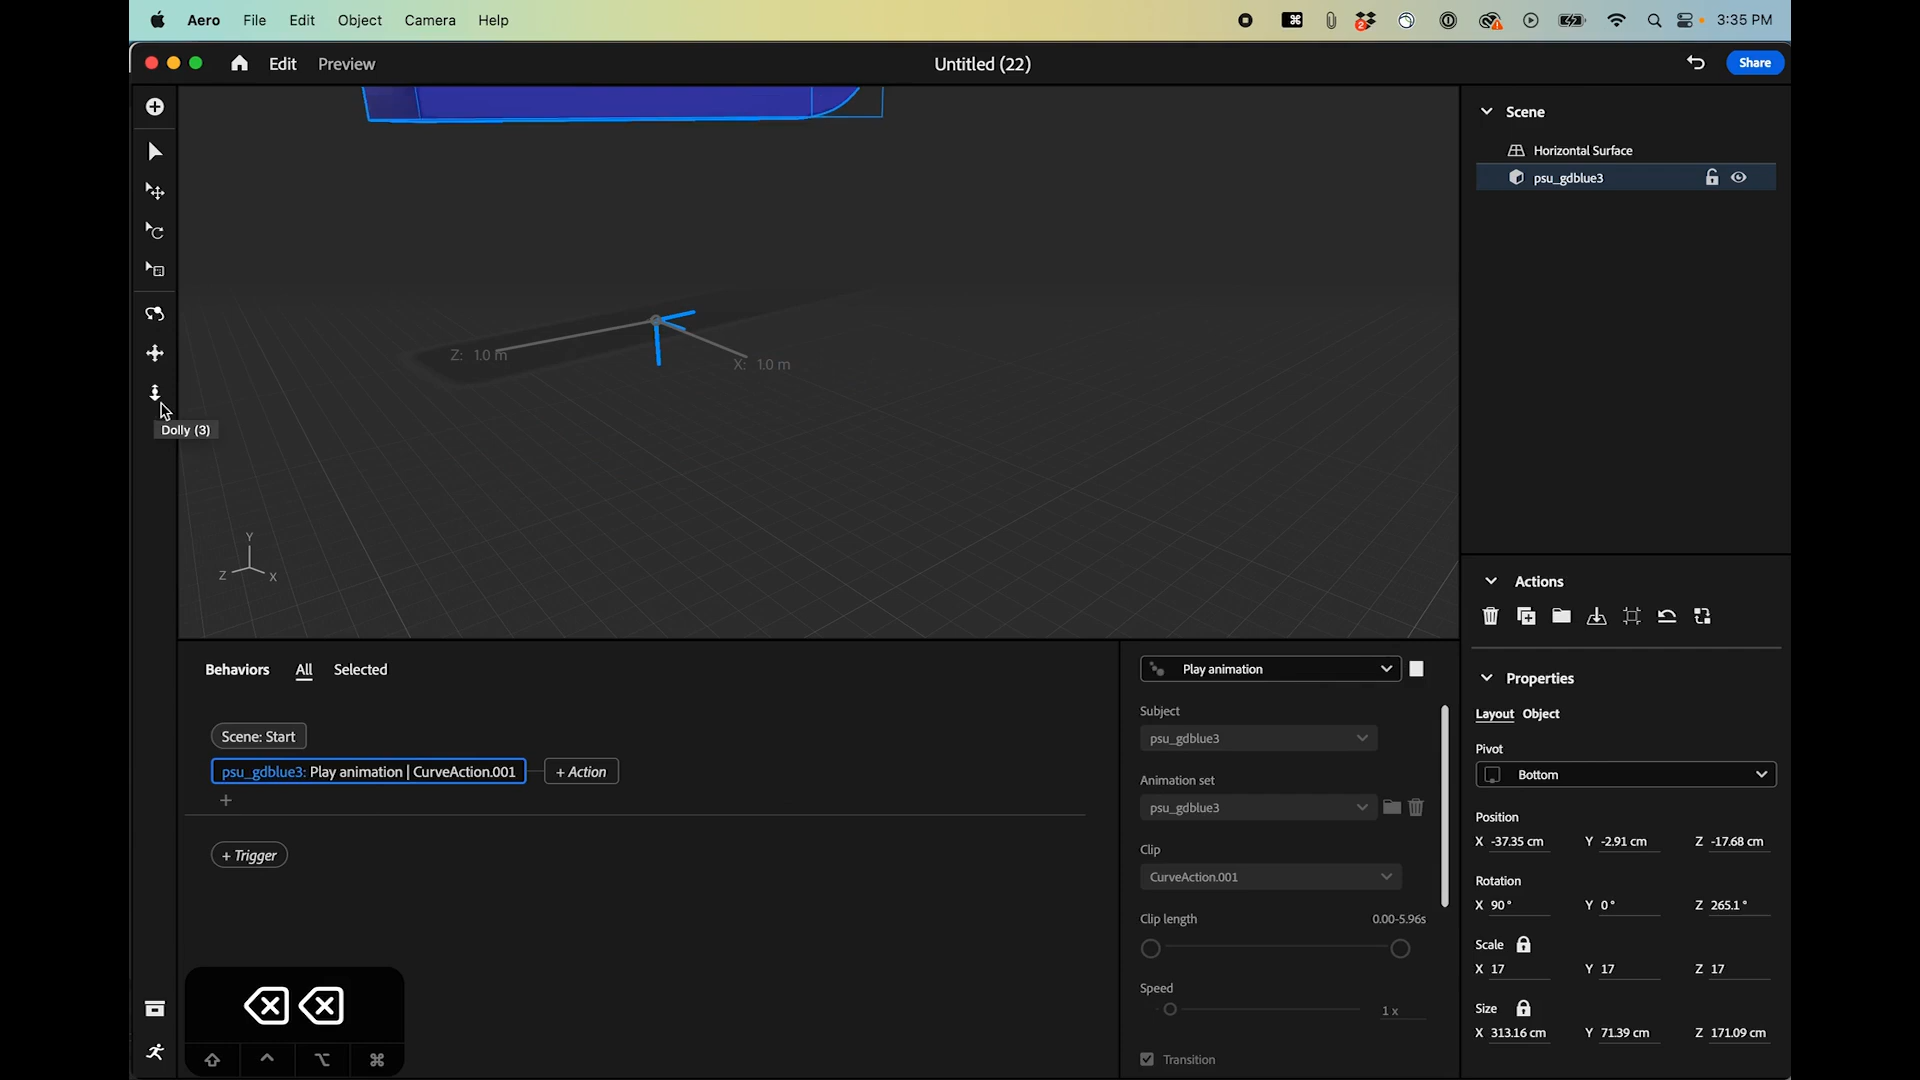 Aero File Edit Object Camera Help
2
3:35 PM
Edit Preview
Untitled (22)
Share
Scene
Horizontal Surface
psu_gdblue3
Z: 1.0 m
X: 1.0 m
Dolly (3)
Y
Z
X
Actions
Properties
Layout Object
Pivot
Bottom
Position
X -37.35 cm Y -2.91 cm Z -17.68 cm
Rotation
X 90° Y 0° Z 265.1°
Scale
X 17 Y 17 Z 17
Size
X 313.16 cm Y 71.39 cm Z 171.09 cm
Behaviors All Selected
Scene: Start
psu_gdblue3: Play animation | CurveAction.001
+ Action
+
+ Trigger
Play animation
Subject
psu_gdblue3
Animation set
psu_gdblue3
Clip
CurveAction.001
Clip length 0.00-5.96s
Speed
1 x
Transition